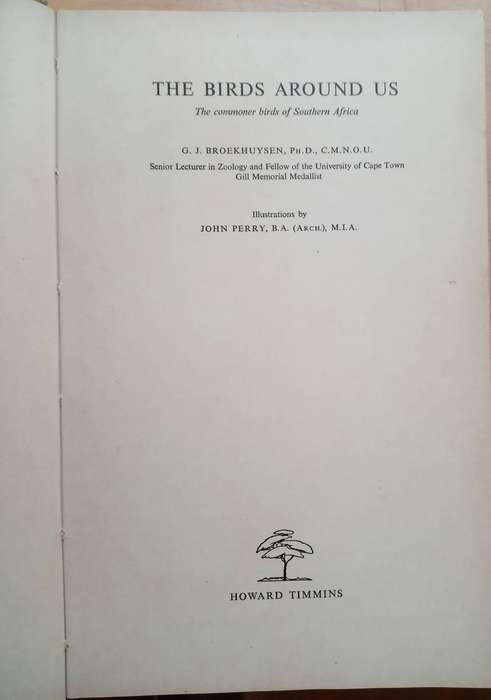 THE BIRDS AROUND US
The commoner birds of Southern Africa
G. J. BROEKHUYSEN, PH.D., C.M.N.O.U.
Senior Lecturer in Zoology and Fellow of the University of Cape Town
Gill Memorial Medallist
Illustrations by
JOHN PERRY, B.A. (ARCH.), M.I.A.
HOWARD TIMMINS